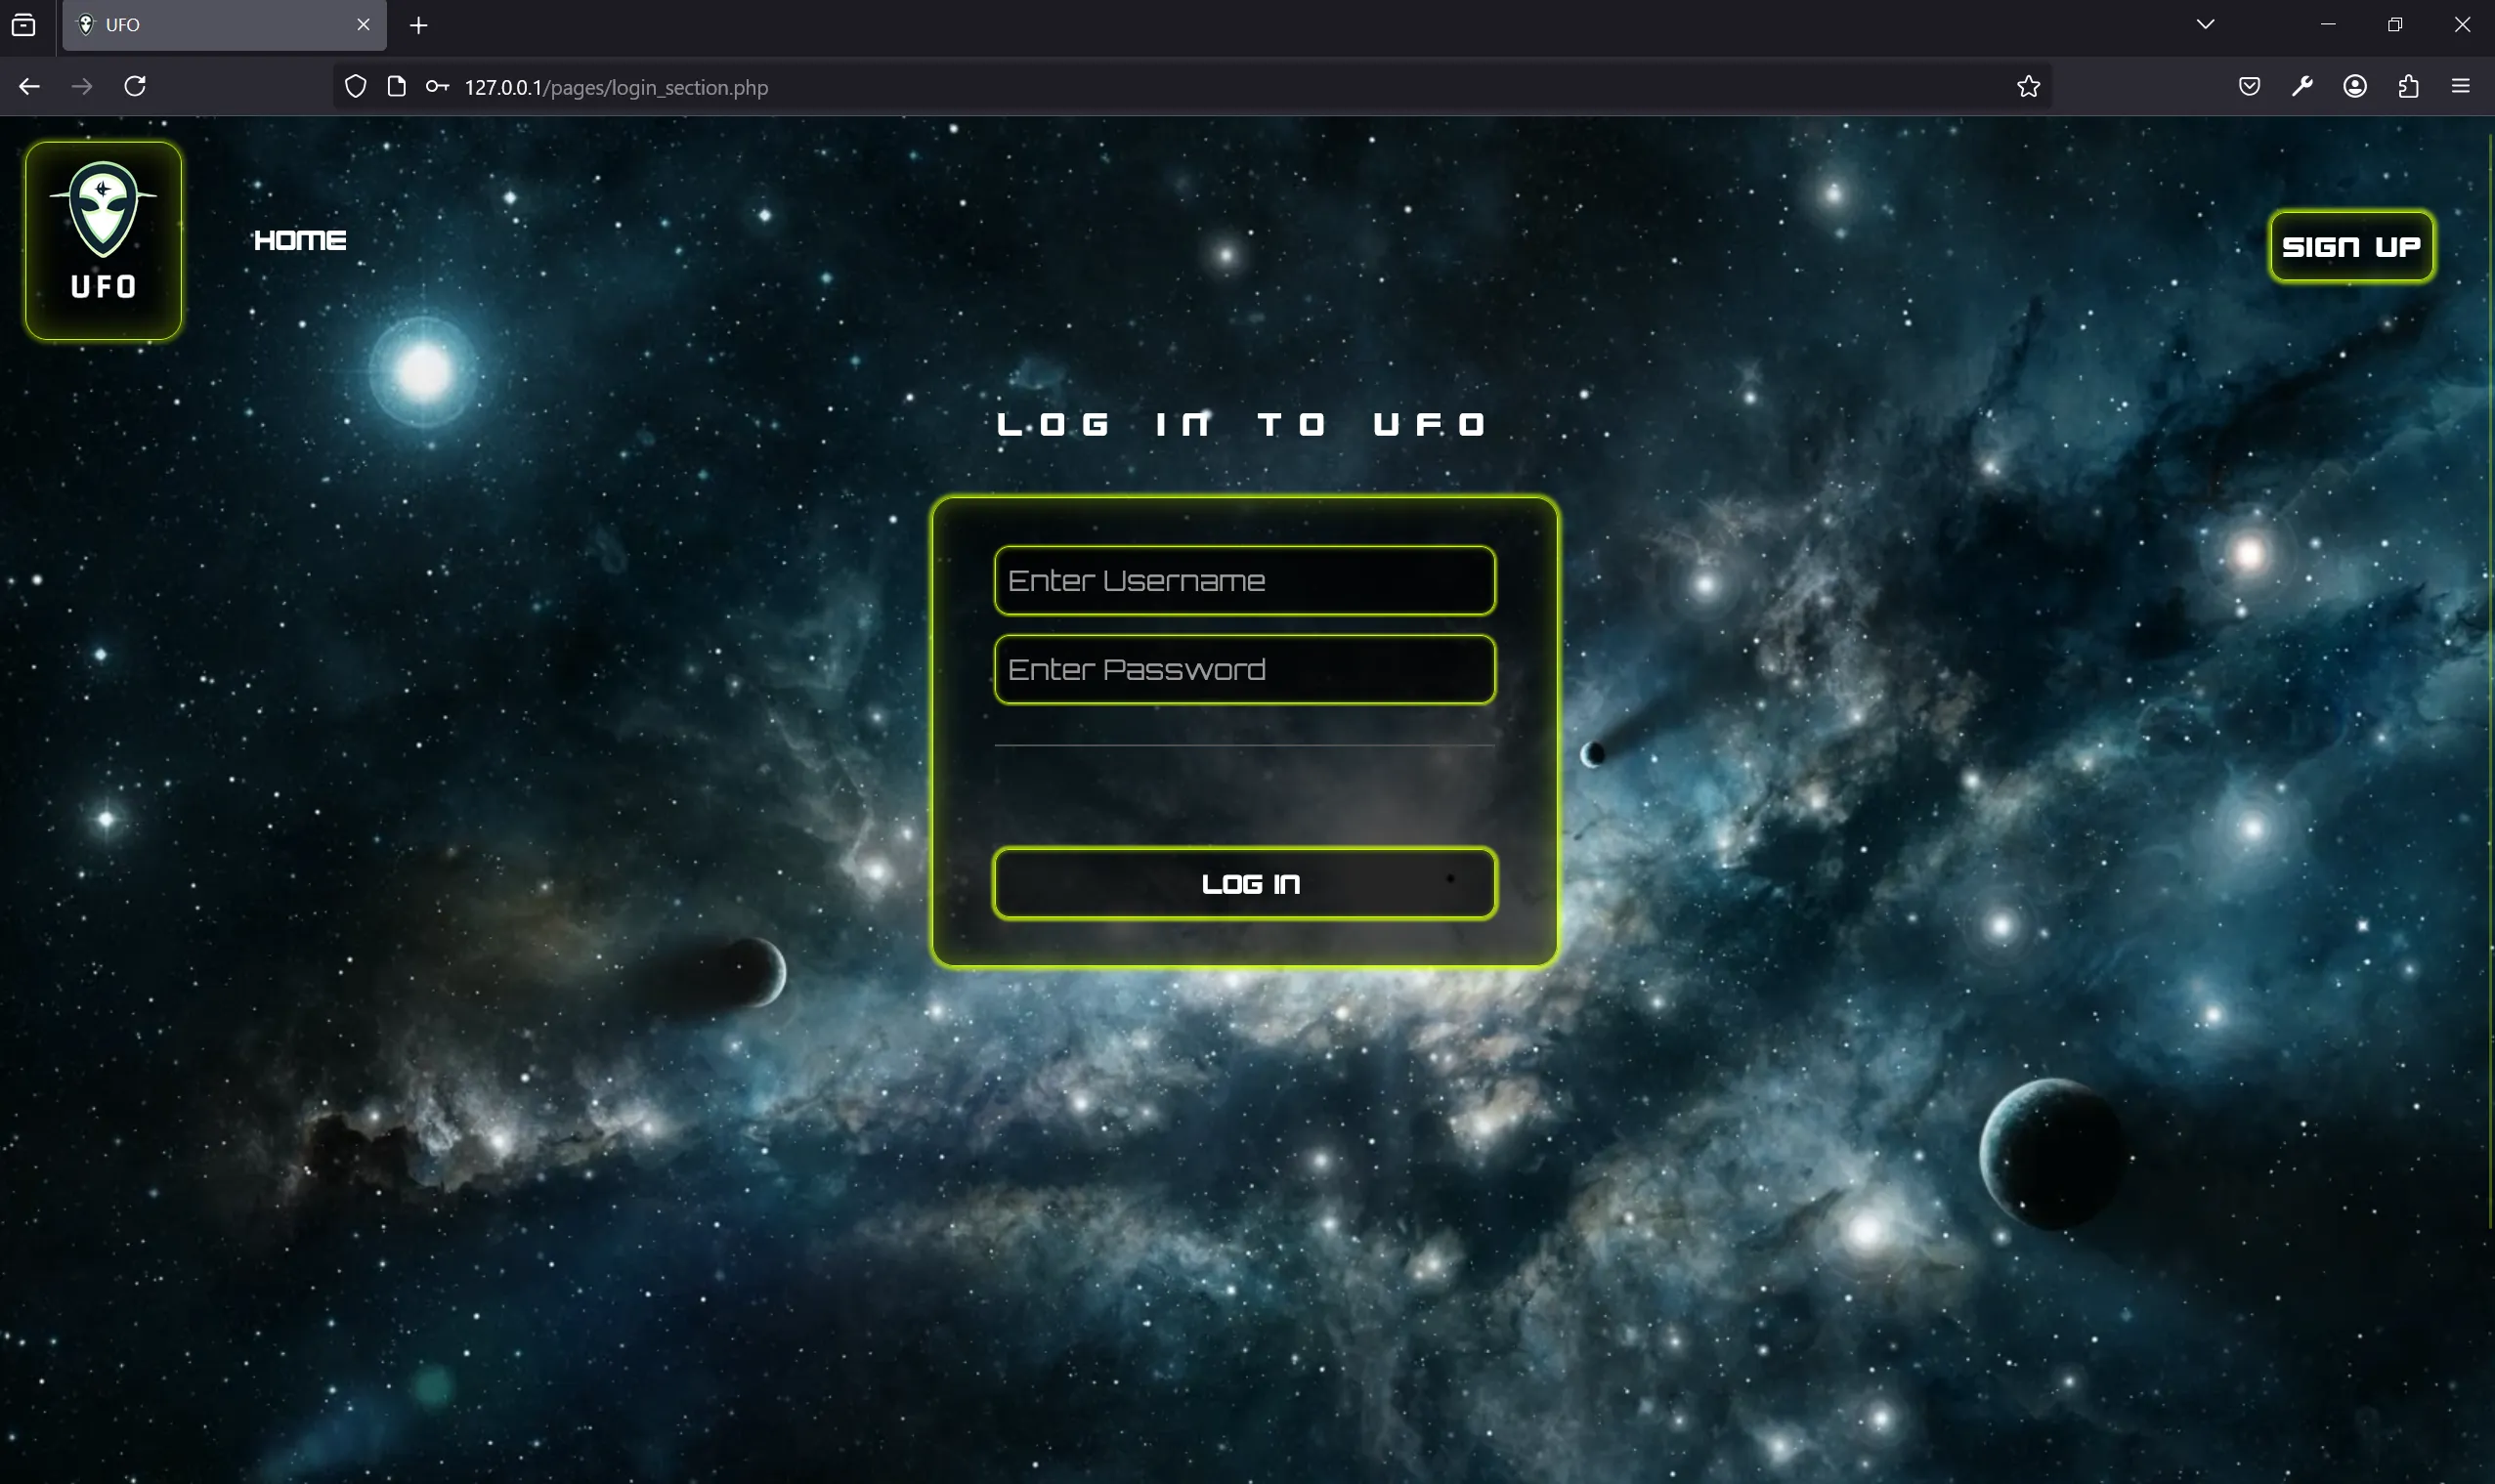 UFO
127.0.0.1/pages/login_section.php
UFO
HOME
SIGN UP
LOG IN TO UFO
Enter Username
Enter Password
LOG IN